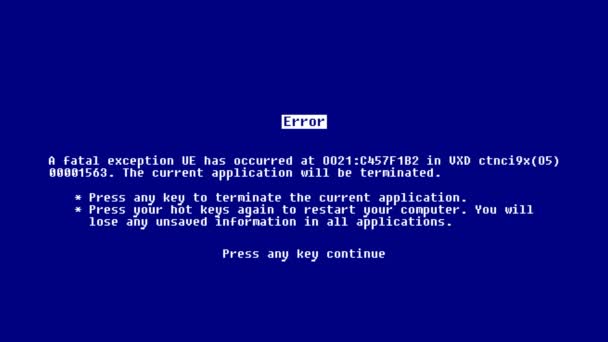 Error
A fatal exception UE has occurred at 0021:C457F1B2 in VXD ctnci9x(05)
00001563. The current application will be terminated.
* Press any key to terminate the current application.
* Press your hot keys again to restart your computer. You will
lose any unsaved information in all applications.
Press any key continue